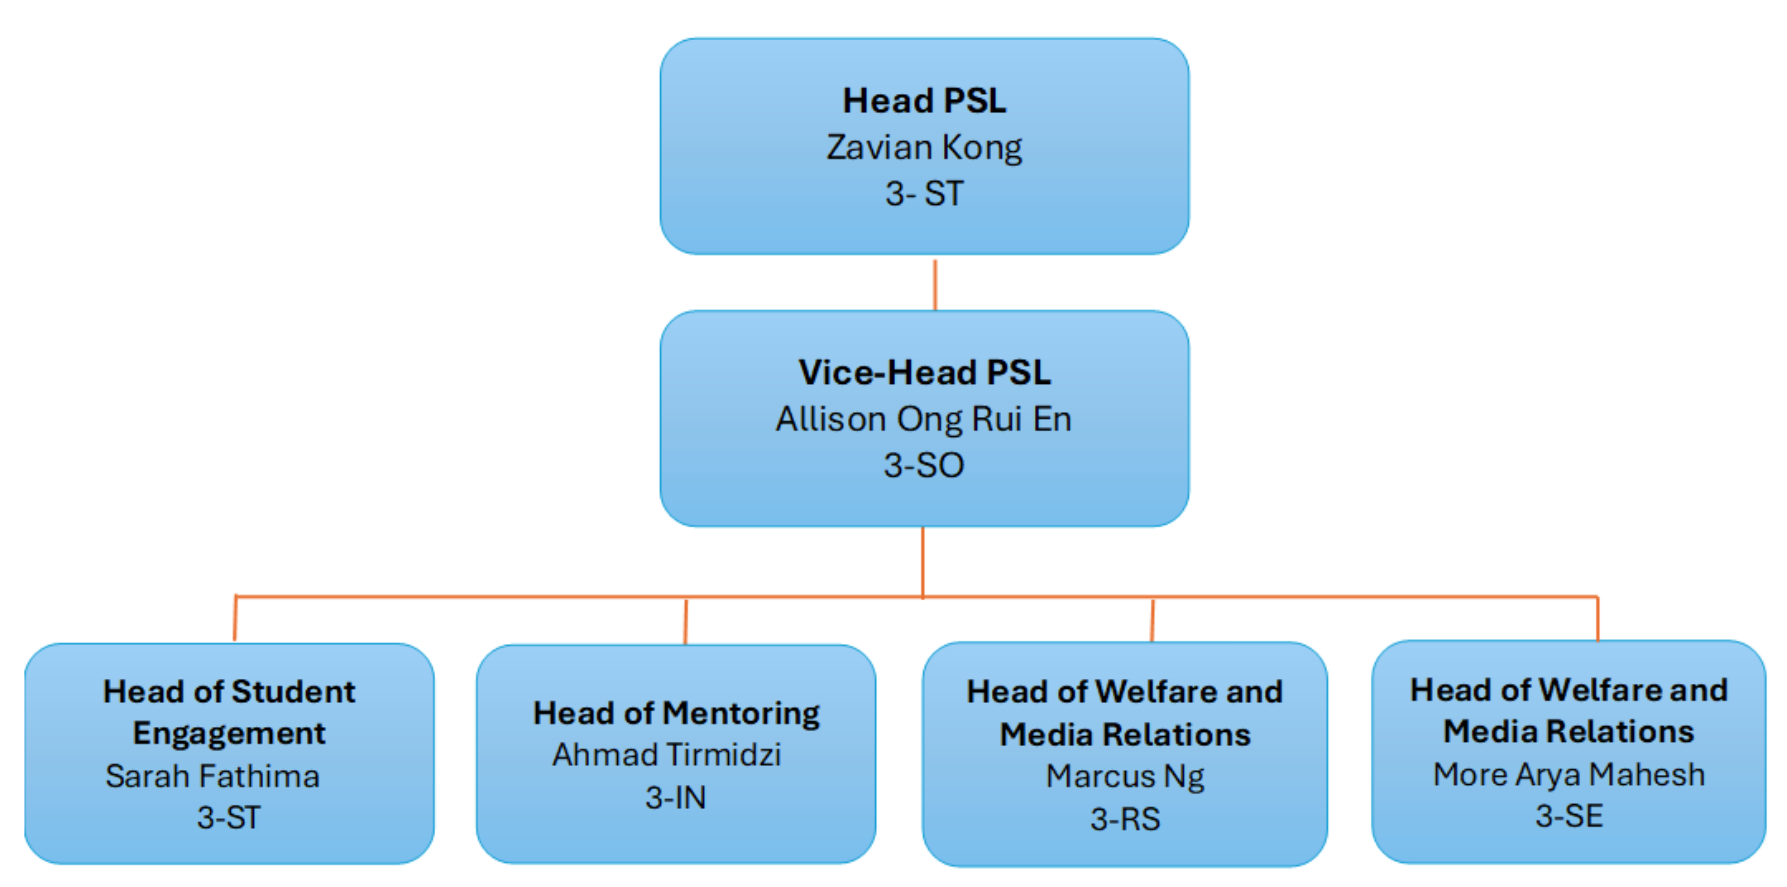 Head PSL
Zavian Kong
3- ST
Vice-Head PSL
Allison Ong Rui En
3-SO
Head of Student
Engagement
Sarah Fathima
3-ST
Head of Mentoring
Ahmad Tirmidzi
3-IN
Head of Welfare and
Media Relations
Marcus Ng
3-RS
Head of Welfare and
Media Relations
More Arya Mahesh
3-SE